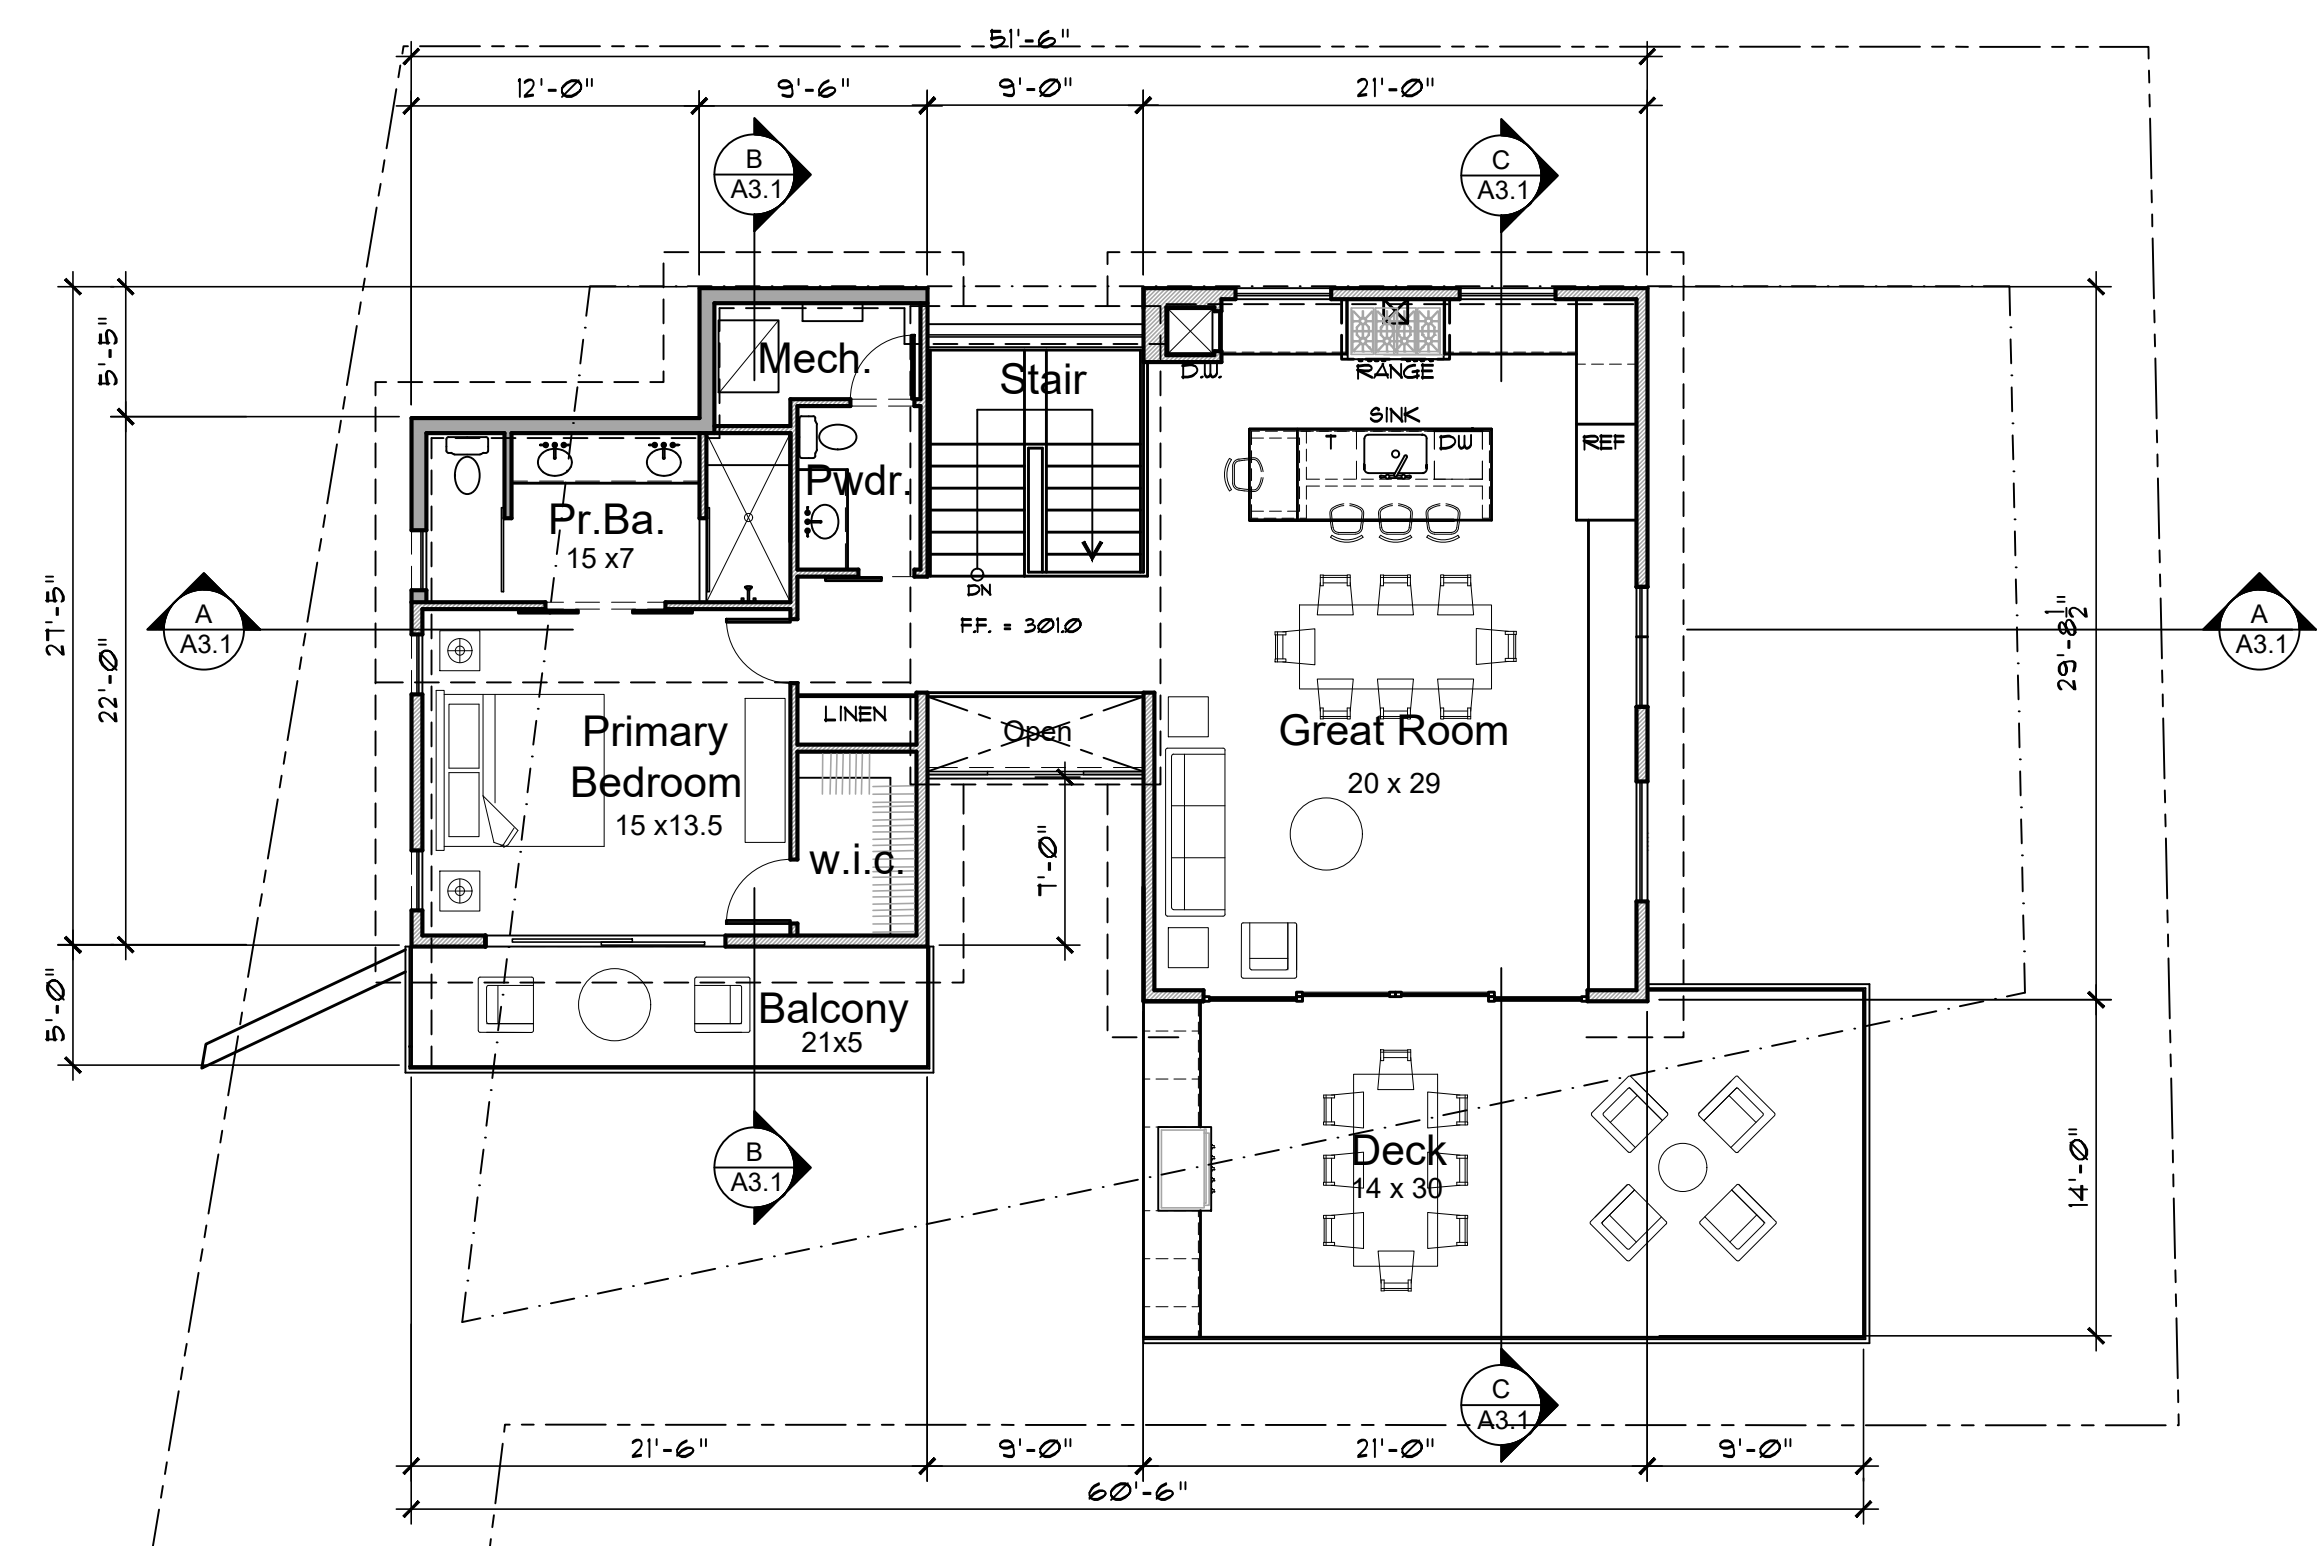 51'-6"
12'-0" 9'-6" 9'-0" 21'-0"
B
A3.1
C
A3.1
5'-5"
27'-5"
22'-0"
5'-0"
Mech.
Stair
D.W.
RANGE
SINK
T
DW
REF
Pwdr.
Pr.Ba.
15 x7
DN
F.F. = 301.0
A
A3.1
A
A3.1
29'-8 1/2"
LINEN
Open
Primary
Bedroom
15 x13.5
Great Room
20 x 29
w.i.c.
7'-0"
Balcony
21x5
B
A3.1
Deck
14 x 30
14'-0"
C
A3.1
21'-6" 9'-0" 21'-0" 9'-0"
60'-6"